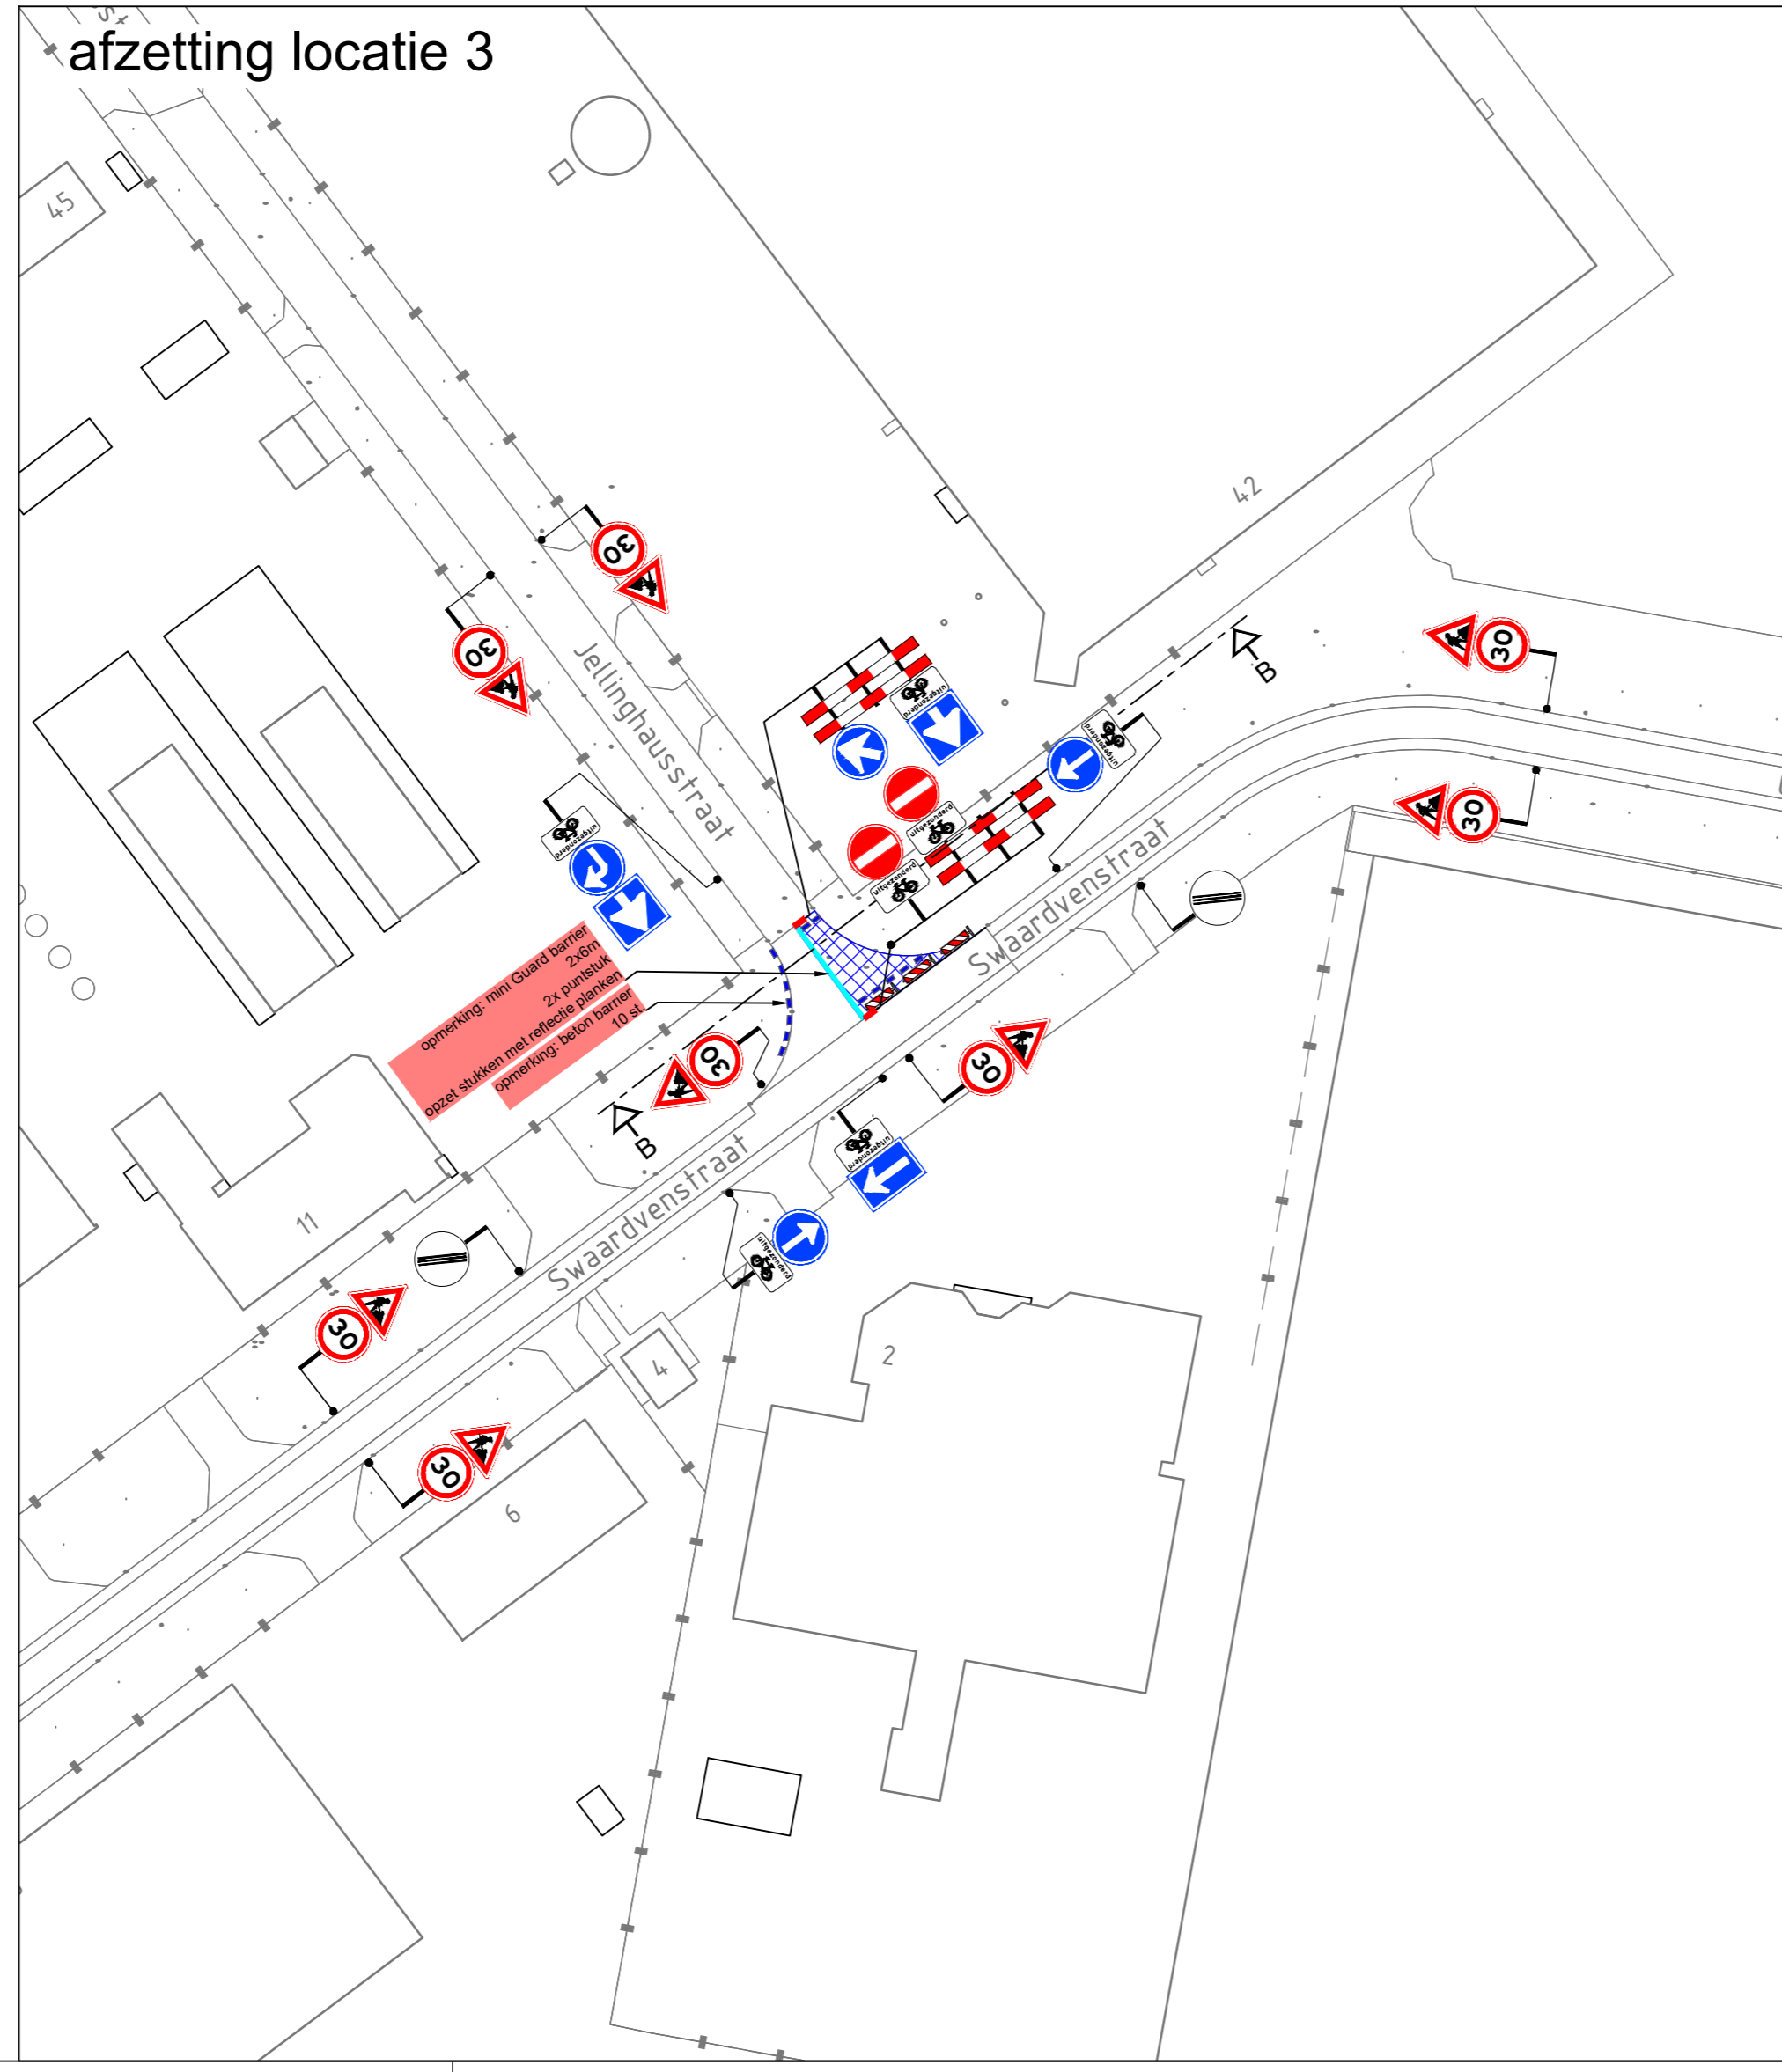 st
afzetting locatie 3
45
30
42
30
Jellinghausstraat
30
30
uitgezonderd
B
uitgezonderd
uitgezonderd
30
uitgezonderd
uitgezonderd
Swaardvenstraat
opmerking: mini Guard barrier
2x6m
2x puntstuk
opzet stukken met reflectie planken
opmerking: beton barrier
10 st.
30
30
B
uitgezonderd
11
Swaardvenstraat
uitgezonderd
30
4
2
30
6